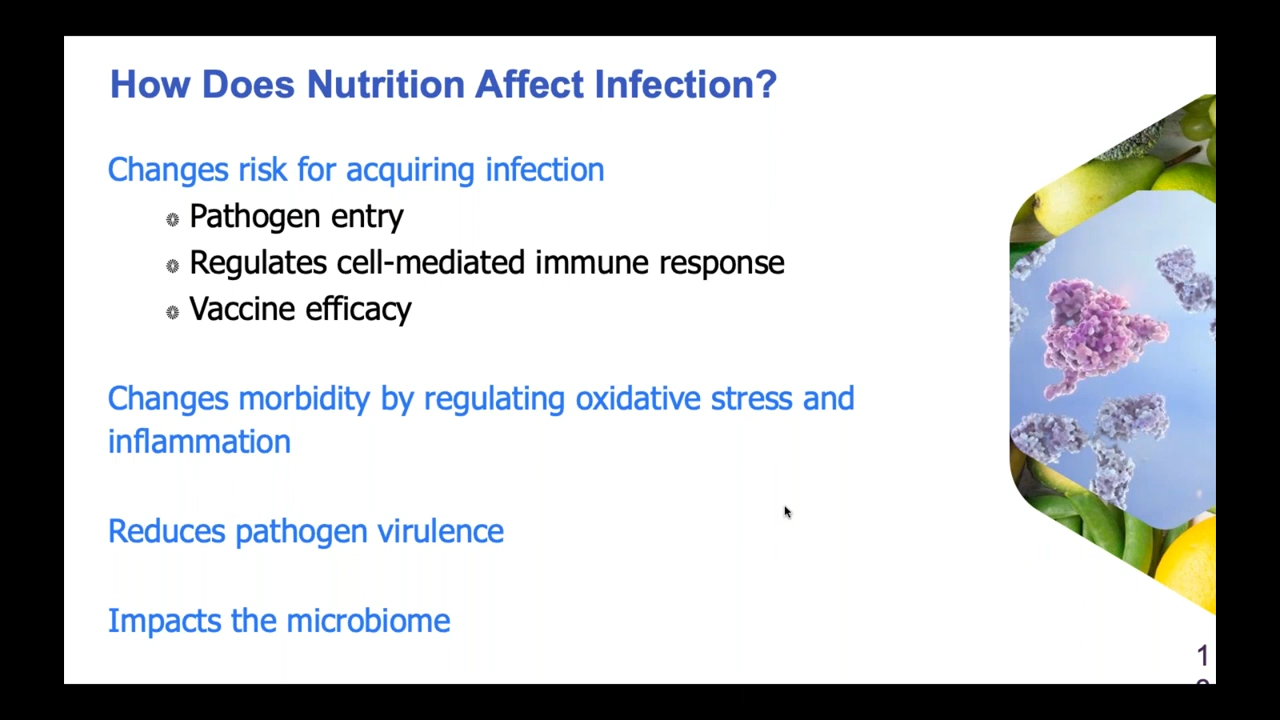 How Does Nutrition Affect Infection?
Changes risk for acquiring infection
Pathogen entry
Regulates cell-mediated immune response
Vaccine efficacy
Changes morbidity by regulating oxidative stress and
inflammation
Reduces pathogen virulence
Impacts the microbiome
1